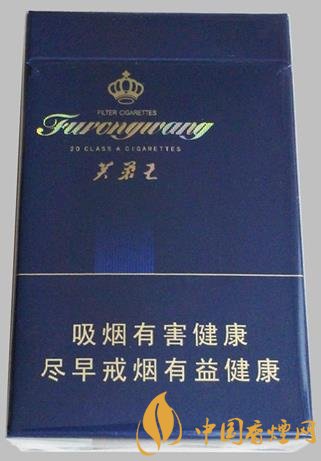 FILTER CIGARETTES
Furongwang
20 CLASS A CIGARETTES
芙蓉王
吸烟有害健康
尽早戒烟有益健康
中国香烟网